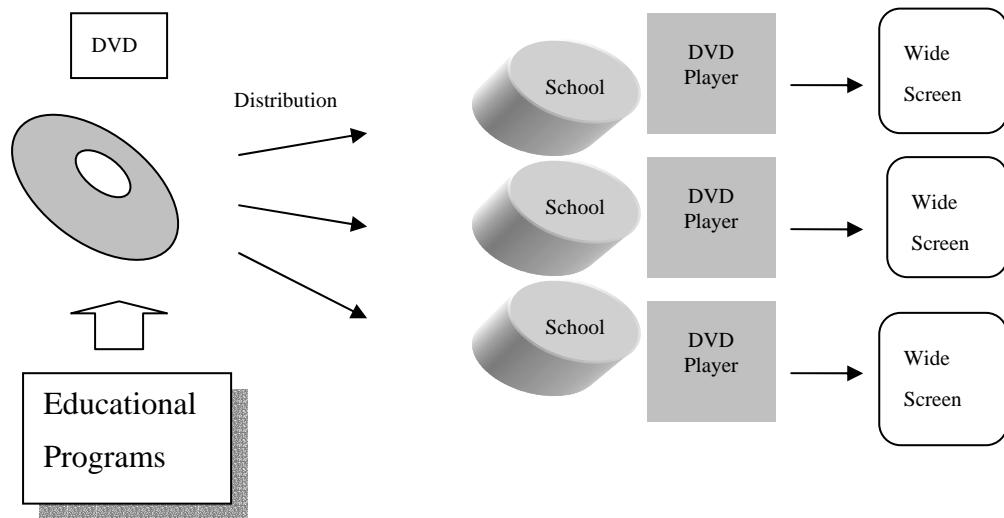 DVD
Distribution
Educational
Programs
School
DVD
Player
Wide
Screen
School
DVD
Player
Wide
Screen
School
DVD
Player
Wide
Screen